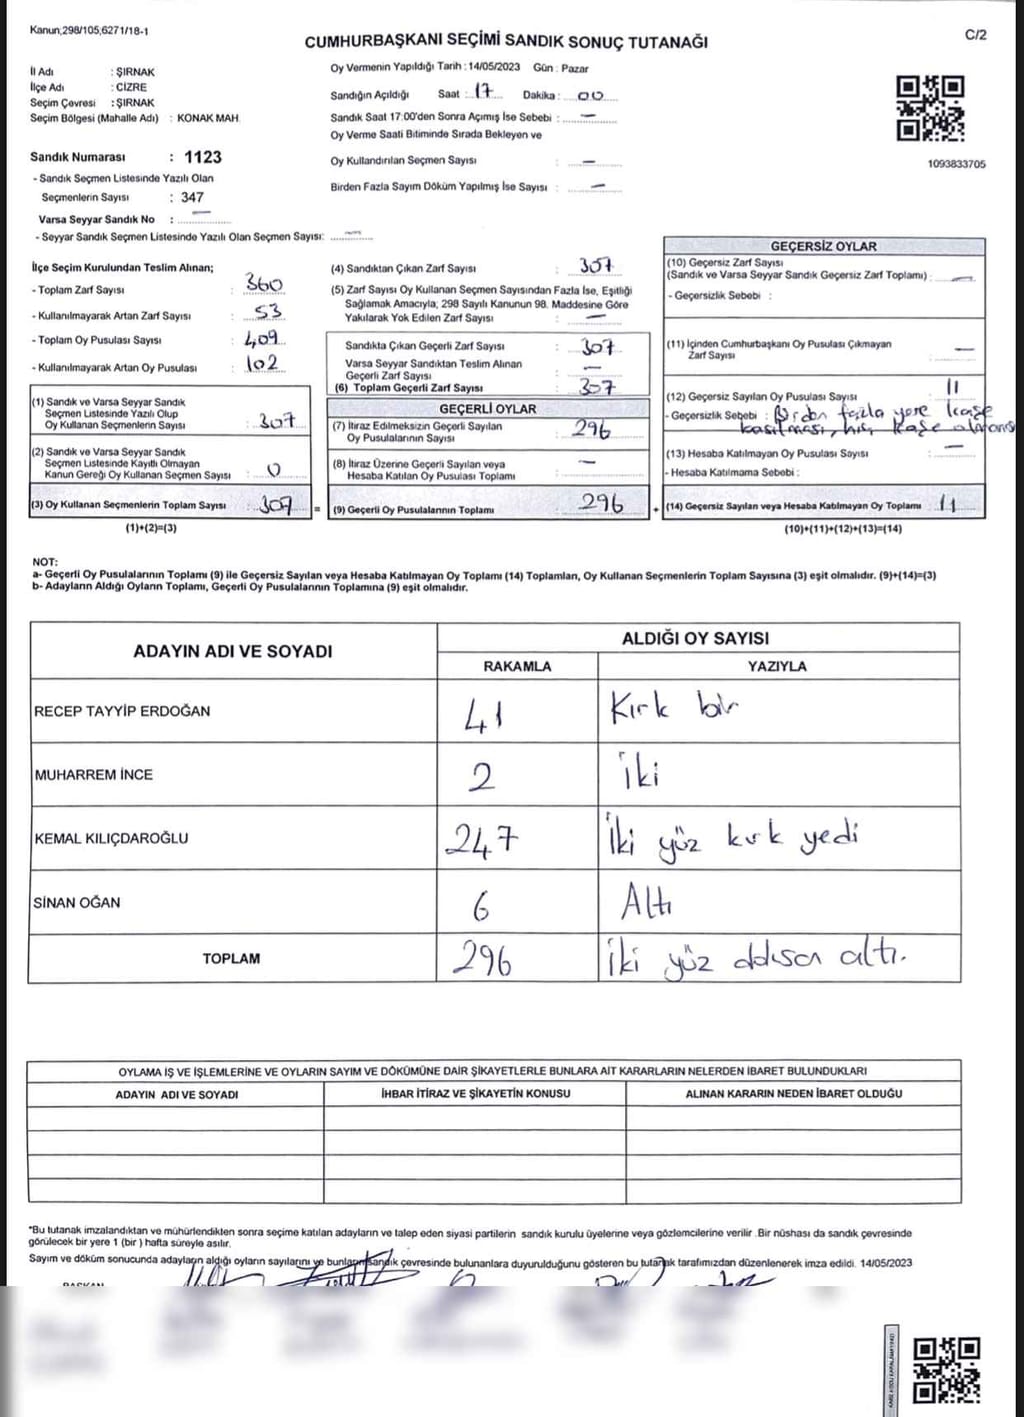 Kanun;298/105;6271/18-1
C/2
CUMHURBAŞKANI SEÇİMİ SANDIK SONUÇ TUTANAĞI
İl Adı : ŞIRNAK
İlçe Adı : CİZRE
Seçim Çevresi : ŞIRNAK
Seçim Bölgesi (Mahalle Adı) : KONAK MAH.
Sandık Numarası : 1123
- Sandık Seçmen Listesinde Yazılı Olan
Seçmenlerin Sayısı : 347
Varsa Seyyar Sandık No : —
- Seyyar Sandık Seçmen Listesinde Yazılı Olan Seçmen Sayısı: —
Oy Vermenin Yapıldığı Tarih : 14/05/2023 Gün : Pazar
Sandığın Açıldığı Saat : 17 Dakika : 00
Sandık Saat 17:00'den Sonra Açımış İse Sebebi : —
Oy Verme Saati Bitiminde Sırada Bekleyen ve
Oy Kullandırılan Seçmen Sayısı : —
Birden Fazla Sayım Döküm Yapılmış İse Sayısı : —
1093833705
İlçe Seçim Kurulundan Teslim Alınan;
- Toplam Zarf Sayısı : 360
- Kullanılmayarak Artan Zarf Sayısı : 53
- Toplam Oy Pusulası Sayısı : 409
- Kullanılmayarak Artan Oy Pusulası : 102
(1) Sandık ve Varsa Seyyar Sandık
Seçmen Listesinde Yazılı Olup
Oy Kullanan Seçmenlerin Sayısı : 307
(2) Sandık ve Varsa Seyyar Sandık
Seçmen Listesinde Kayıtlı Olmayan
Kanun Gereği Oy Kullanan Seçmen Sayısı : 0
(3) Oy Kullanan Seçmenlerin Toplam Sayısı : 307 =
(1)+(2)=(3)
(4) Sandıktan Çıkan Zarf Sayısı : 307
(5) Zarf Sayısı Oy Kullanan Seçmen Sayısından Fazla İse, Eşitliği
Sağlamak Amacıyla; 298 Sayılı Kanunun 98. Maddesine Göre
Yakılarak Yok Edilen Zarf Sayısı : —
Sandıkta Çıkan Geçerli Zarf Sayısı : 307
Varsa Seyyar Sandıktan Teslim Alınan
Geçerli Zarf Sayısı : —
(6) Toplam Geçerli Zarf Sayısı : 307
GEÇERLİ OYLAR
(7) İtiraz Edilmeksizin Geçerli Sayılan
Oy Pusulalarının Sayısı : 296
(8) İtiraz Üzerine Geçerli Sayılan veya
Hesaba Katılan Oy Pusulası Toplamı : —
(9) Geçerli Oy Pusulalarının Toplamı 296 +
GEÇERSİZ OYLAR
(10) Geçersiz Zarf Sayısı
(Sandık ve Varsa Seyyar Sandık Geçersiz Zarf Toplamı) : —
- Geçersizlik Sebebi :
(11) İçinden Cumhurbaşkanı Oy Pusulası Çıkmayan
Zarf Sayısı : —
(12) Geçersiz Sayılan Oy Pusulası Sayısı : 11
- Geçersizlik Sebebi : Birden fazla yere kaşe
basılması, hiç kaşe
(13) Hesaba Katılmayan Oy Pusulası Sayısı : —
- Hesaba Katılmama Sebebi :
(14) Geçersiz Sayılan veya Hesaba Katılmayan Oy Toplamı : 11
(10)+(11)+(12)+(13)=(14)
NOT:
a- Geçerli Oy Pusulalarının Toplamı (9) ile Geçersiz Sayılan veya Hesaba Katılmayan Oy Toplamı (14) Toplamları, Oy Kullanan Seçmenlerin Toplam Sayısına (3) eşit olmalıdır. (9)+(14)=(3)
b- Adayların Aldığı Oyların Toplamı, Geçerli Oy Pusulalarının Toplamına (9) eşit olmalıdır.
ADAYIN ADI VE SOYADI
ALDIĞI OY SAYISI
RAKAMLA YAZIYLA
RECEP TAYYİP ERDOĞAN 41 Kırk bir
MUHARREM İNCE 2 İki
KEMAL KILIÇDAROĞLU 247 İki yüz kırk yedi
SİNAN OĞAN 6 Altı
TOPLAM 296 İki yüz altı.
OYLAMA İŞ VE İŞLEMLERİNE VE OYLARIN SAYIM VE DÖKÜMÜNE DAİR ŞİKAYETLERLE BUNLARA AİT KARARLARIN NELERDEN İBARET BULUNDUKLARI
ADAYIN ADI VE SOYADI İHBAR İTİRAZ VE ŞİKAYETİN KONUSU ALINAN KARARIN NEDEN İBARET OLDUĞU
*Bu tutanak imzalandıktan ve mühürlendikten sonra seçime katılan adayların ve talep eden siyasi partilerin sandık kurulu üyelerine veya gözlemcilerine verilir. Bir nüshası da sandık çevresinde
görülecek bir yere 1 (bir ) hafta süreyle asılır.
Sayım ve döküm sonucunda adayların aldığı oyların sayılarını ve bunların sandık çevresinde bulunanlara duyurulduğunu gösteren bu tutanak tarafımızdan düzenlenerek imza edildi. 14/05/2023